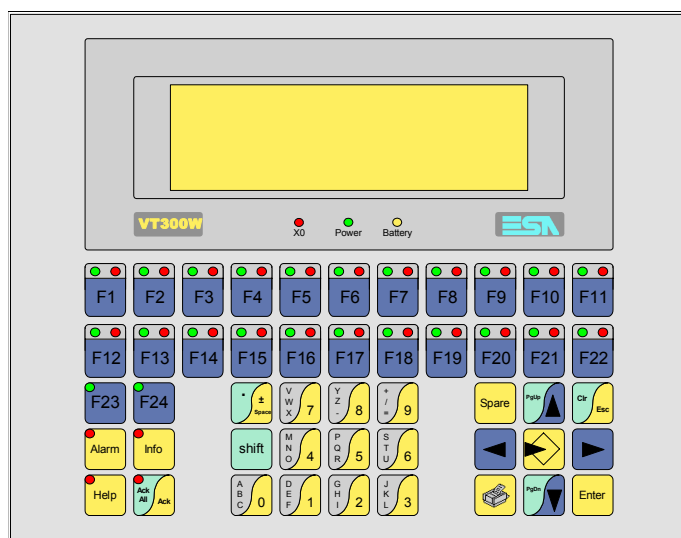 VT300W
X0 Power Battery ESA
F1 F2 F3 F4 F5 F6 F7 F8 F9 F10 F11
F12 F13 F14 F15 F16 F17 F18 F19 F20 F21 F22
F23 F24 . ± Space V W X 7 Y Z - 8 + / = 9 Spare PgUp Clr Esc
Alarm Info shift M N O 4 P Q R 5 S T U 6
Help Ack All Ack A B C 0 D E F 1 G H I 2 J K L 3 PgDn Enter